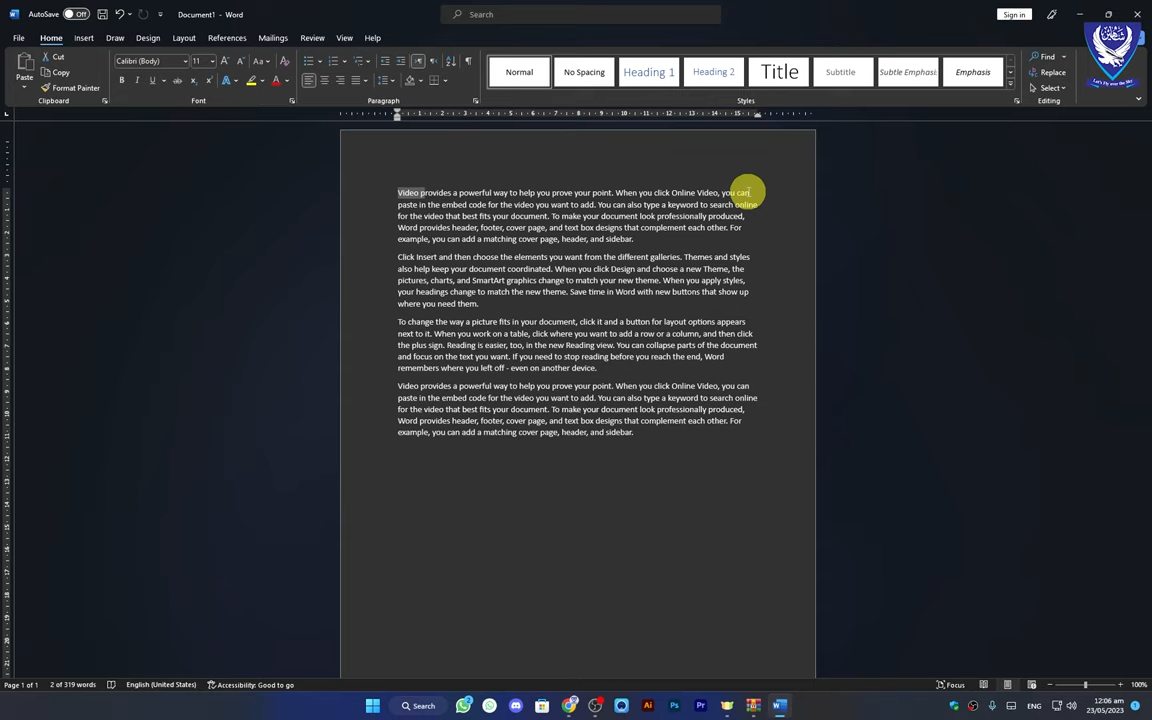 AutoSave Off Document1 - Word Search Sign in
File Home Insert Draw Design Layout References Mailings Review View Help
Paste Cut Copy Format Painter
Calibri (Body) 11
Normal No Spacing Heading 1 Heading 2 Title Subtitle Subtle Emphasis Emphasis
Find Replace Select
Clipboard Font Paragraph Styles Editing
Video provides a powerful way to help you prove your point. When you click Online Video, you can
paste in the embed code for the video you want to add. You can also type a keyword to search online
for the video that best fits your document. To make your document look professionally produced,
Word provides header, footer, cover page, and text box designs that complement each other. For
example, you can add a matching cover page, header, and sidebar.
Click Insert and then choose the elements you want from the different galleries. Themes and styles
also help keep your document coordinated. When you click Design and choose a new Theme, the
pictures, charts, and SmartArt graphics change to match your new theme. When you apply styles,
your headings change to match the new theme. Save time in Word with new buttons that show up
where you need them.
To change the way a picture fits in your document, click it and a button for layout options appears
next to it. When you work on a table, click where you want to add a row or a column, and then click
the plus sign. Reading is easier, too, in the new Reading view. You can collapse parts of the document
and focus on the text you want. If you need to stop reading before you reach the end, Word
remembers where you left off - even on another device.
Video provides a powerful way to help you prove your point. When you click Online Video, you can
paste in the embed code for the video you want to add. You can also type a keyword to search online
for the video that best fits your document. To make your document look professionally produced,
Word provides header, footer, cover page, and text box designs that complement each other. For
example, you can add a matching cover page, header, and sidebar.
Page 1 of 1 2 of 319 words English (United States) Accessibility: Good to go Focus 100%
Search ENG 12:06 am
23/05/2023